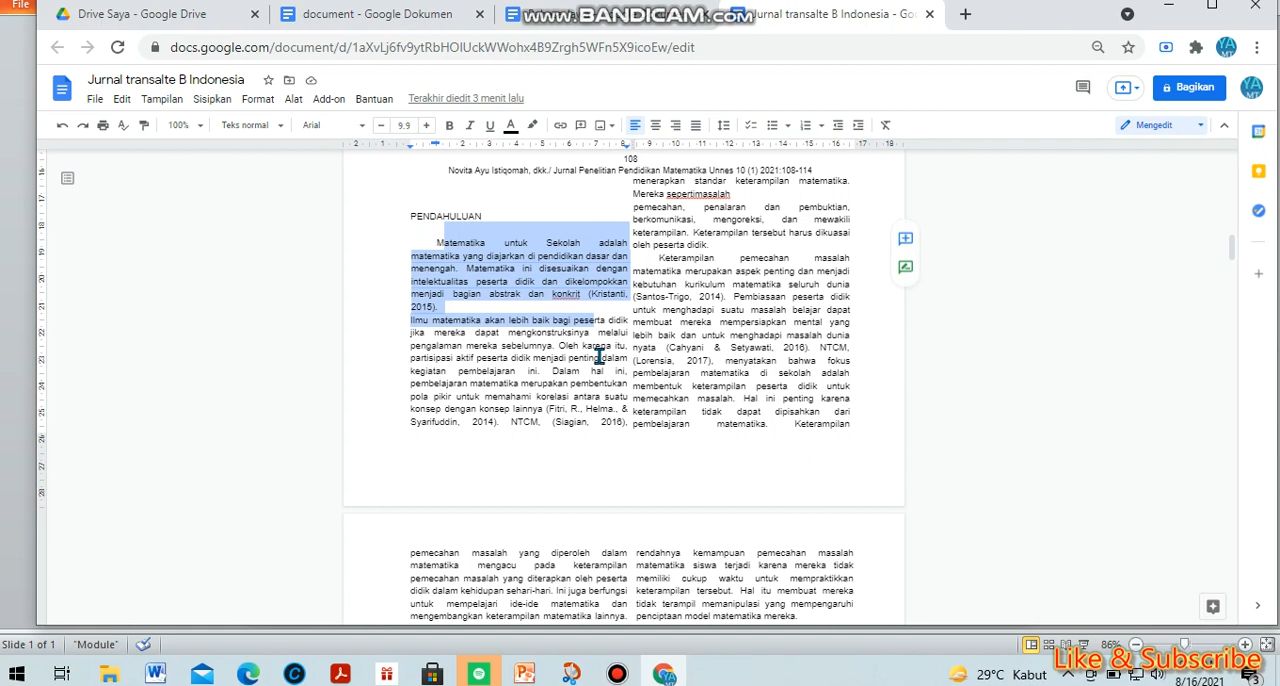 File
Drive Saya - Google Drive
document - Google Dokumen
www.BANDICAM.com
Jurnal transalte B Indonesia - Goo
docs.google.com/document/d/1aXvLj6fv9ytRbHOlUckWWohx4B9Zrgh5WFn5X9icoEw/edit
Jurnal transalte B Indonesia
File Edit Tampilan Sisipkan Format Alat Add-on Bantuan Terakhir diedit 3 menit lalu
Bagikan
100% Teks normal Arial 9.9 B I U A Mengedit
108
Novita Ayu Istiqomah, dkk./ Jurnal Penelitian Pendidikan Matematika Unnes 10 (1) 2021:108-114
PENDAHULUAN
Matematika untuk Sekolah adalah
matematika yang diajarkan di pendidikan dasar dan
menengah. Matematika ini disesuaikan dengan
intelektualitas peserta didik dan dikelompokkan
menjadi bagian abstrak dan konkrit (Kristanti,
2015).
Ilmu matematika akan lebih baik bagi peserta didik
jika mereka dapat mengkonstruksinya melalui
pengalaman mereka sebelumnya. Oleh karena itu,
partisipasi aktif peserta didik menjadi penting dalam
kegiatan pembelajaran ini. Dalam hal ini,
pembelajaran matematika merupakan pembentukan
pola pikir untuk memahami korelasi antara suatu
konsep dengan konsep lainnya (Fitri, R., Helma., &
Syarifuddin, 2014). NTCM, (Siagian, 2016),
menerapkan standar keterampilan matematika.
Mereka sepertimasalah
pemecahan, penalaran dan pembuktian,
berkomunikasi, mengoreksi, dan mewakili
keterampilan. Keterampilan tersebut harus dikuasai
oleh peserta didik.
Keterampilan pemecahan masalah
matematika merupakan aspek penting dan menjadi
kebutuhan kurikulum matematika seluruh dunia
(Santos-Trigo, 2014). Pembiasaan peserta didik
untuk menghadapi suatu masalah belajar dapat
membuat mereka mempersiapkan mental yang
lebih baik dan untuk menghadapi masalah dunia
nyata (Cahyani & Setyawati, 2016). NTCM,
(Lorensia, 2017), menyatakan bahwa fokus
pembelajaran matematika di sekolah adalah
membentuk keterampilan peserta didik untuk
memecahkan masalah. Hal ini penting karena
keterampilan tidak dapat dipisahkan dari
pembelajaran matematika. Keterampilan
pemecahan masalah yang diperoleh dalam
matematika mengacu pada keterampilan
pemecahan masalah yang diterapkan oleh peserta
didik dalam kehidupan sehari-hari. Ini juga berfungsi
untuk mempelajari ide-ide matematika dan
mengembangkan keterampilan matematika lainnya.
rendahnya kemampuan pemecahan masalah
matematika siswa terjadi karena mereka tidak
memiliki cukup waktu untuk mempraktikkan
keterampilan tersebut. Hal itu membuat mereka
tidak terampil memanipulasi yang mempengaruhi
penciptaan model matematika mereka.
Slide 1 of 1 "Module" 86%
Like & Subscribe
29°C Kabut
8/16/2021